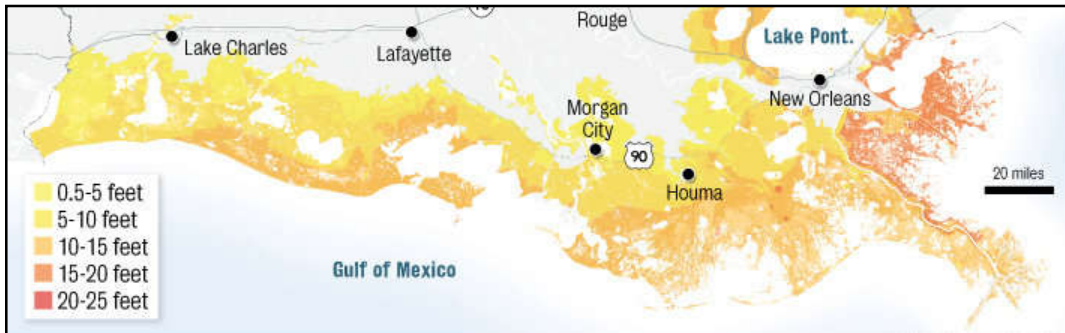 Rouge
Lake Pont.
Lake Charles
Lafayette
New Orleans
Morgan
City
90
Houma
20 miles
0.5-5 feet
5-10 feet
10-15 feet
15-20 feet
20-25 feet
Gulf of Mexico